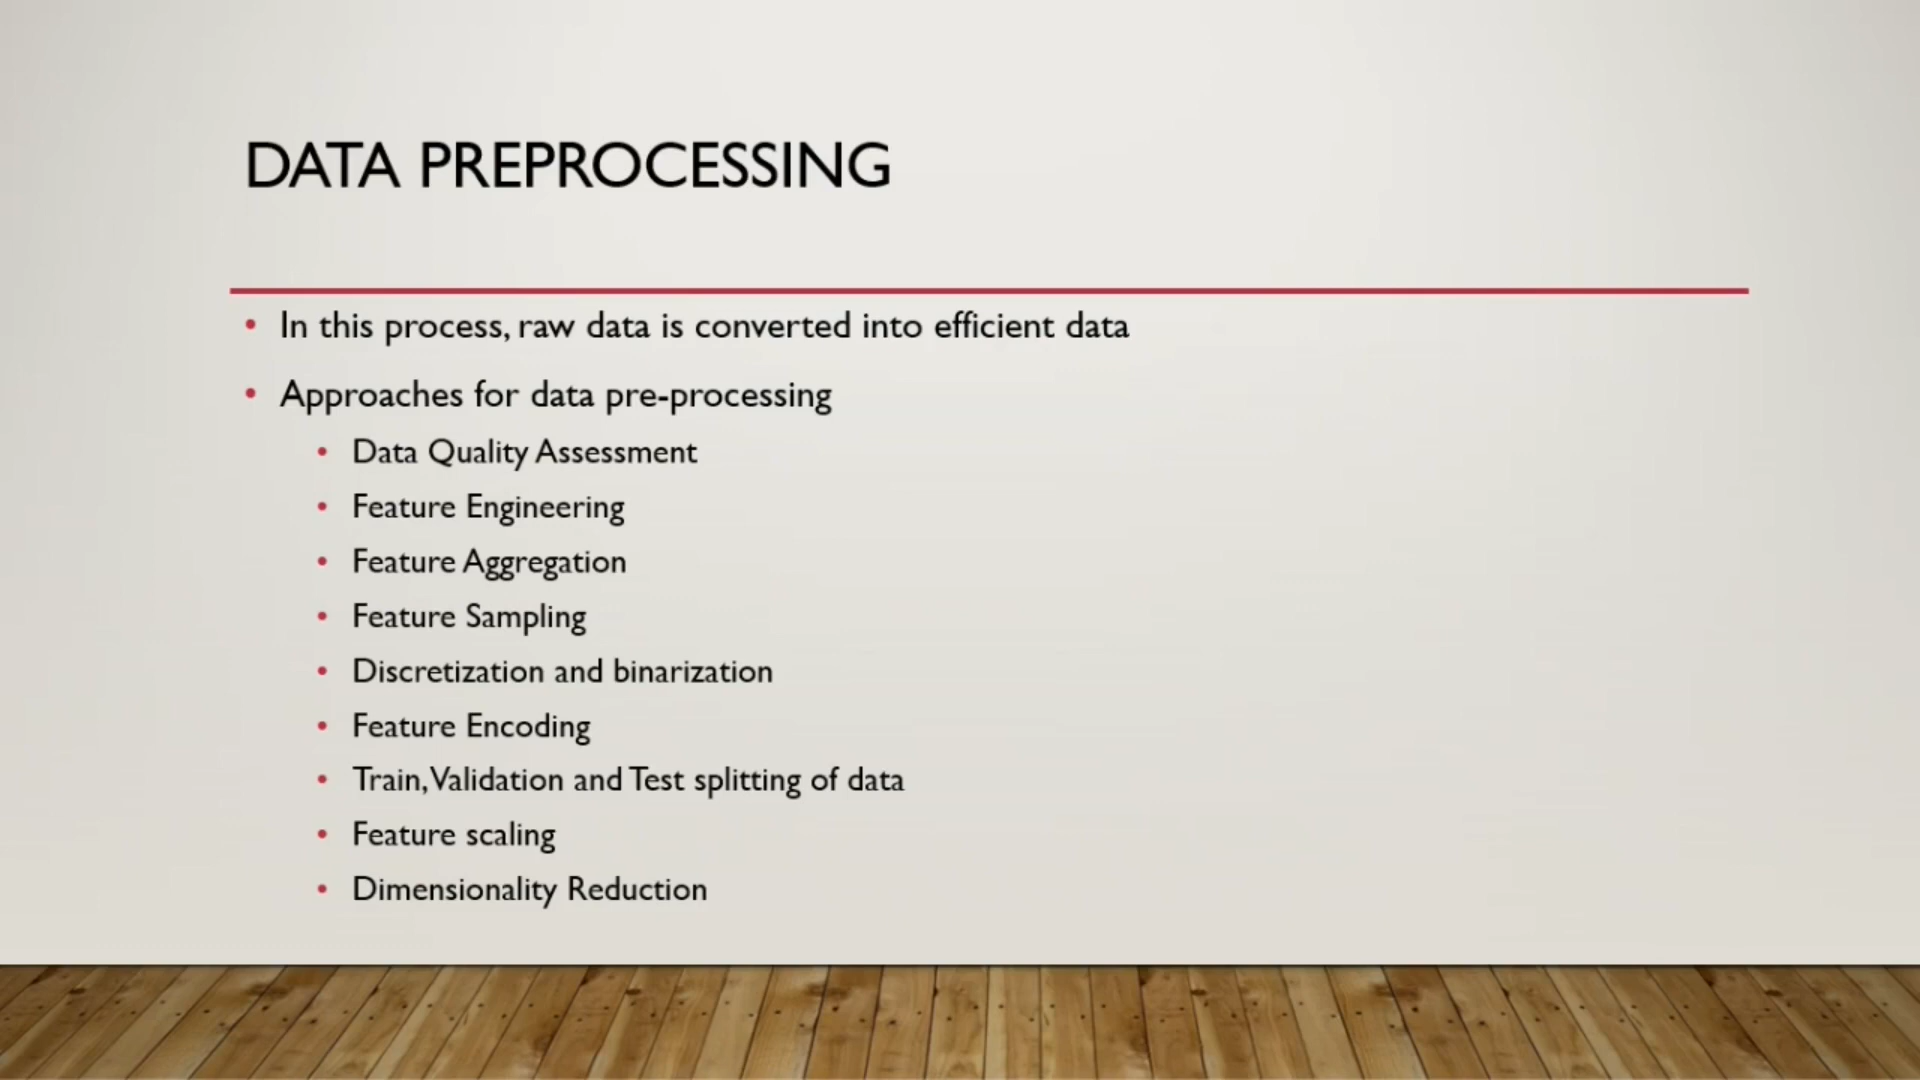 DATA PREPROCESSING
• In this process, raw data is converted into efficient data
• Approaches for data pre-processing
• Data Quality Assessment
• Feature Engineering
• Feature Aggregation
• Feature Sampling
• Discretization and binarization
• Feature Encoding
• Train, Validation and Test splitting of data
• Feature scaling
• Dimensionality Reduction